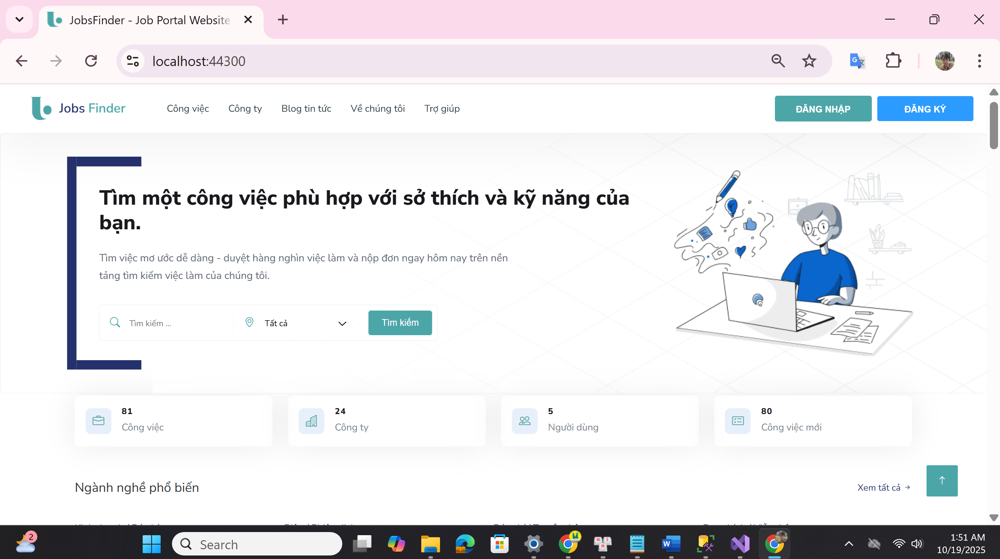 JobsFinder - Job Portal Website
localhost:44300
Jobs Finder
Công việc
Công ty
Blog tin tức
Về chúng tôi
Trợ giúp
ĐĂNG NHẬP
ĐĂNG KÝ
Tìm một công việc phù hợp với sở thích và kỹ năng của
bạn.
Tìm việc mơ ước dễ dàng - duyệt hàng nghìn việc làm và nộp đơn ngay hôm nay trên nền
tảng tìm kiếm việc làm của chúng tôi.
Tìm kiếm ...
Tất cả
Tìm kiếm
81
Công việc
24
Công ty
5
Người dùng
80
Công việc mới
Ngành nghề phổ biến
Xem tất cả
2
Search
1:51 AM
10/19/2025